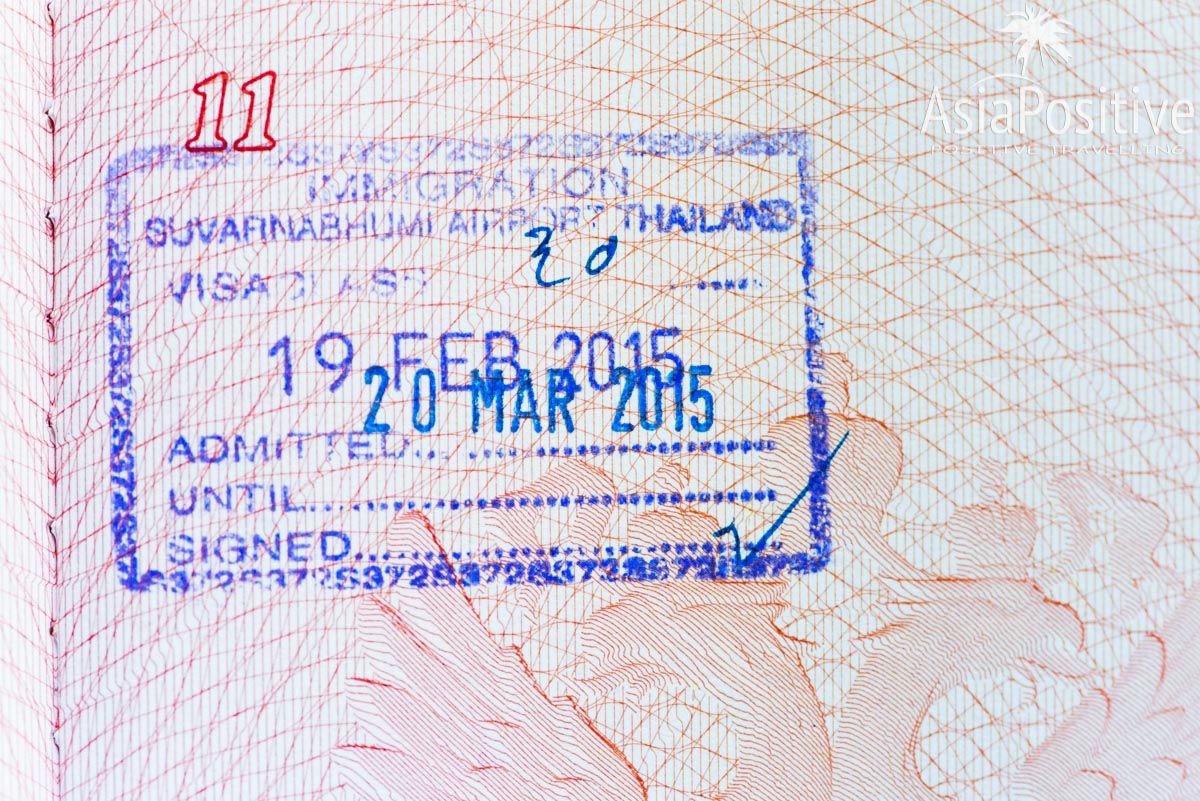 AsiaPositive
POSITIVE TRAVELLING
11
IMMIGRATION
SUVARNABHUMI AIRPORT THAILAND
VISA CLASS
19 FEB 2015
20 MAR 2015
ADMITTED
UNTIL
SIGNED